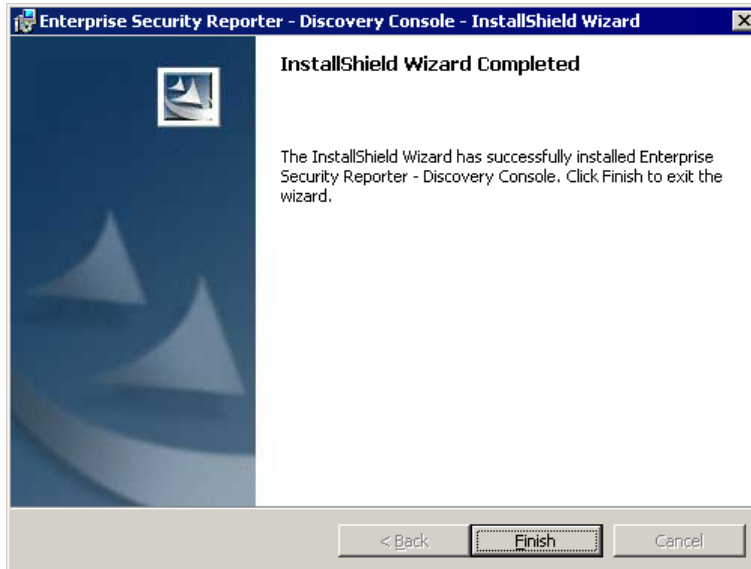 Enterprise Security Reporter - Discovery Console - InstallShield Wizard
InstallShield Wizard Completed
The InstallShield Wizard has successfully installed Enterprise
Security Reporter - Discovery Console. Click Finish to exit the
wizard.
< Back
Finish
Cancel